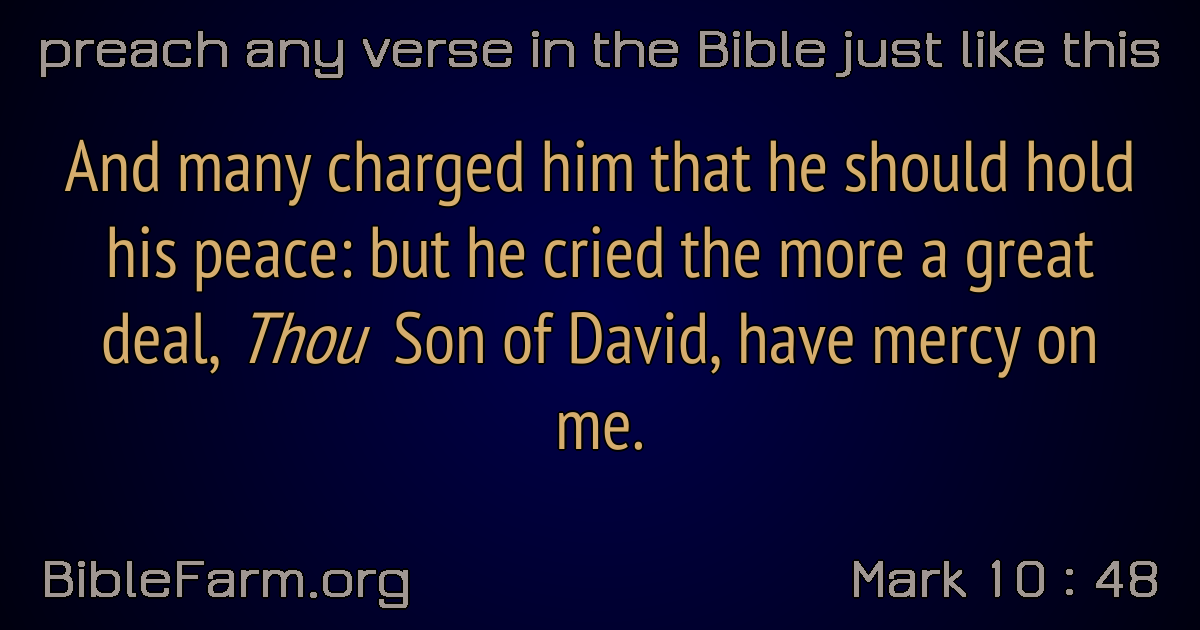 preach any verse in the Bible just like this
And many charged him that he should hold
his peace: but he cried the more a great
deal, Thou Son of David, have mercy on
me.
BibleFarm.org
Mark 10 : 48